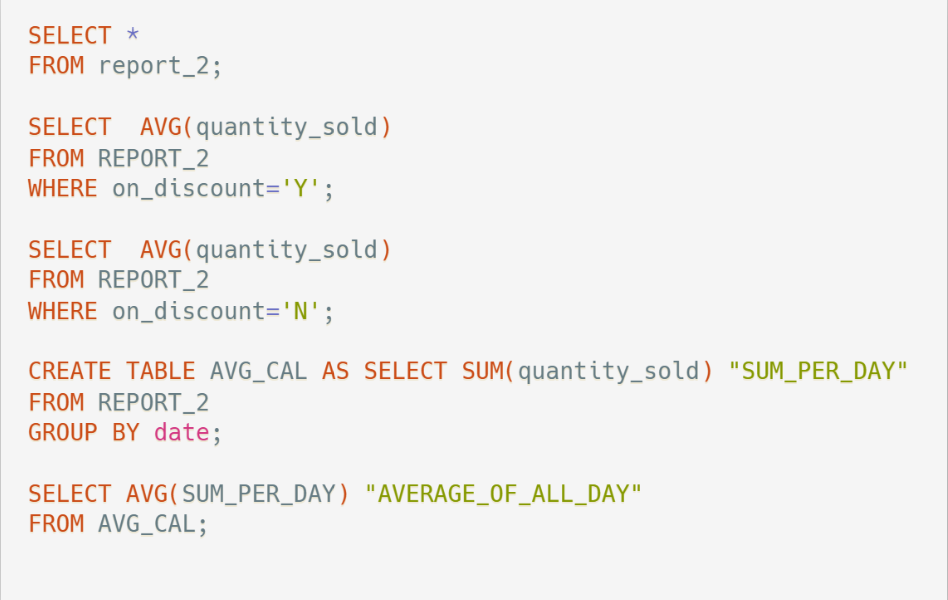 SELECT *
FROM report_2;
SELECT  AVG(quantity_sold)
FROM REPORT_2
WHERE on_discount='Y';
SELECT  AVG(quantity_sold)
FROM REPORT_2
WHERE on_discount='N';
CREATE TABLE AVG_CAL AS SELECT SUM(quantity_sold) "SUM_PER_DAY"
FROM REPORT_2
GROUP BY date;
SELECT AVG(SUM_PER_DAY) "AVERAGE_OF_ALL_DAY"
FROM AVG_CAL;